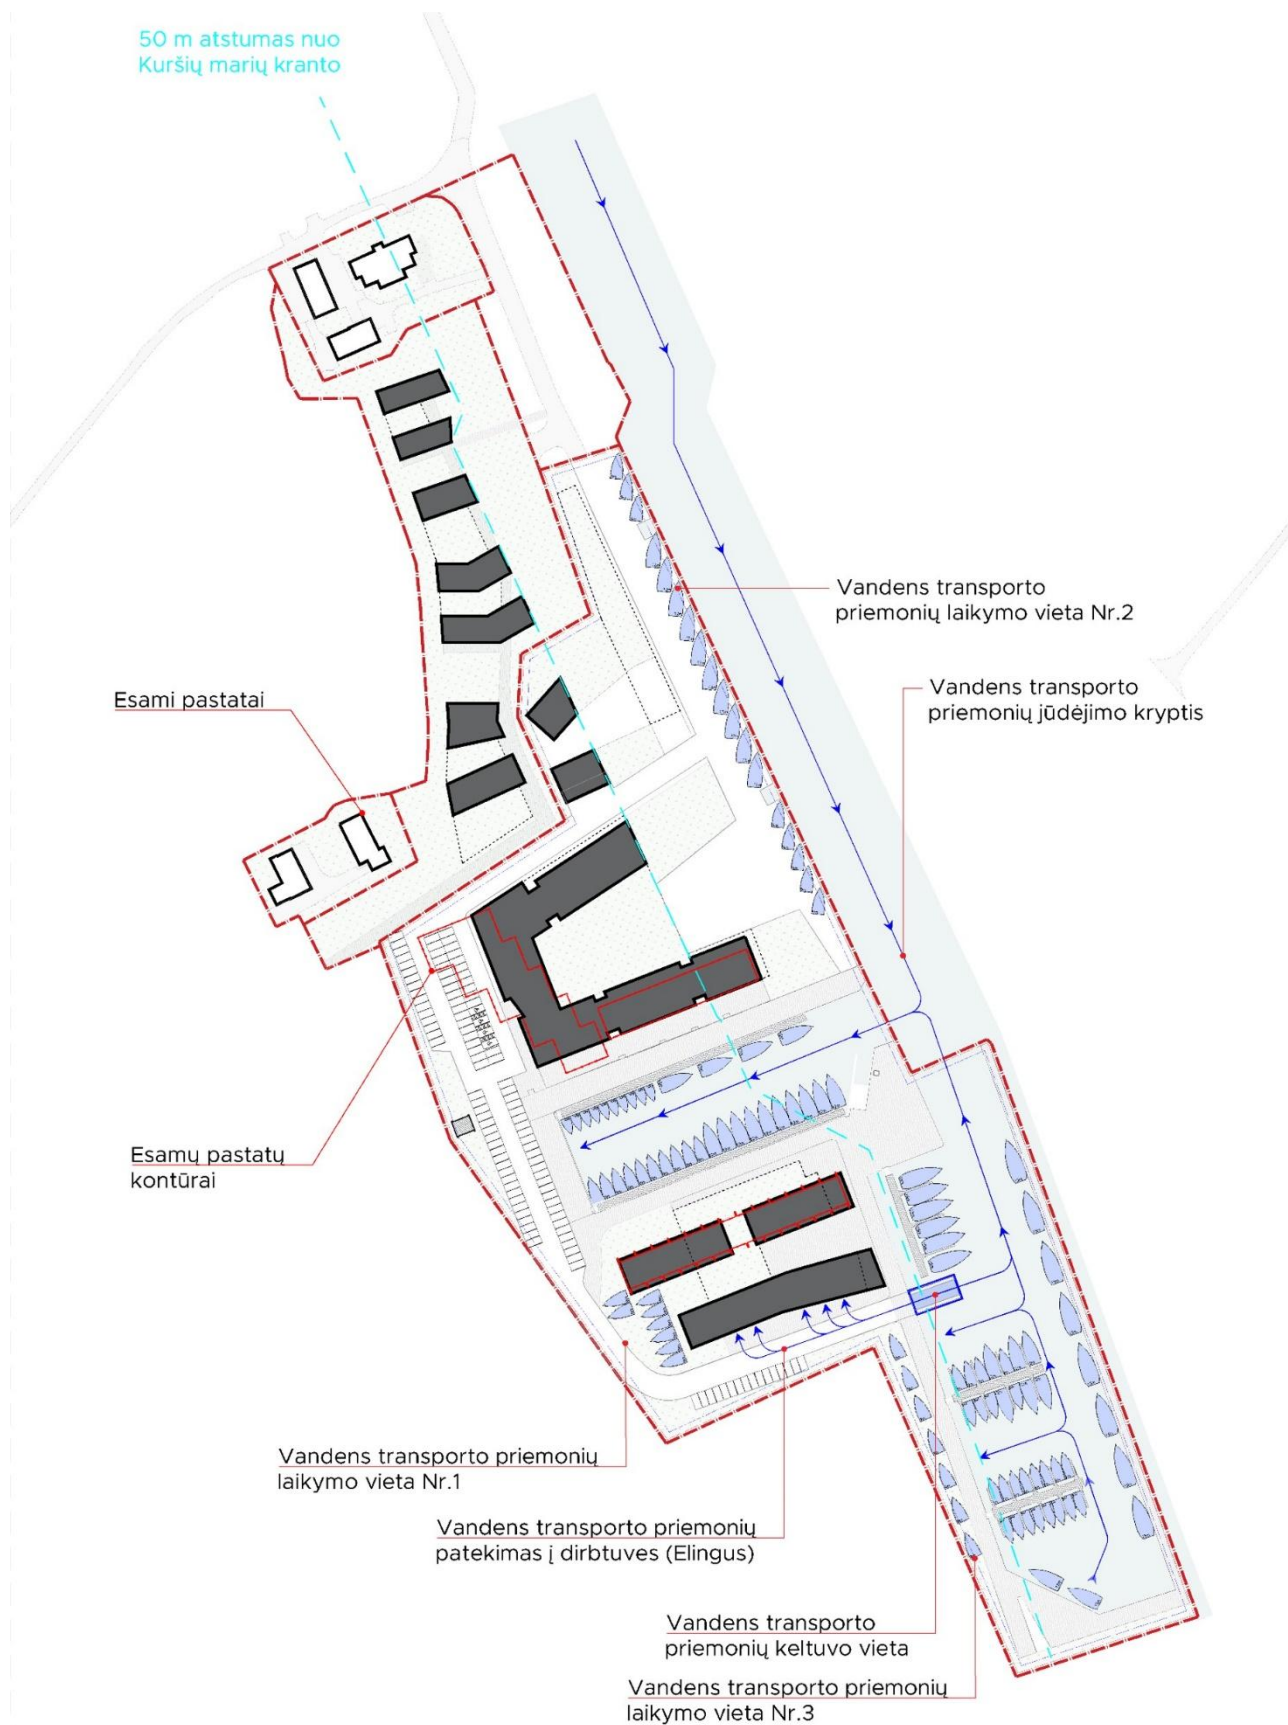 50 m atstumas nuo
Kuršių marių kranto
Vandens transporto
priemonių laikymo vieta Nr.2
Vandens transporto
priemonių jūdėjimo kryptis
Esami pastatai
Esamų pastatų
kontūrai
Vandens transporto priemonių
laikymo vieta Nr.1
Vandens transporto priemonių
patekimas į dirbtuves (Elingus)
Vandens transporto
priemonių keltuvo vieta
Vandens transporto priemonių
laikymo vieta Nr.3